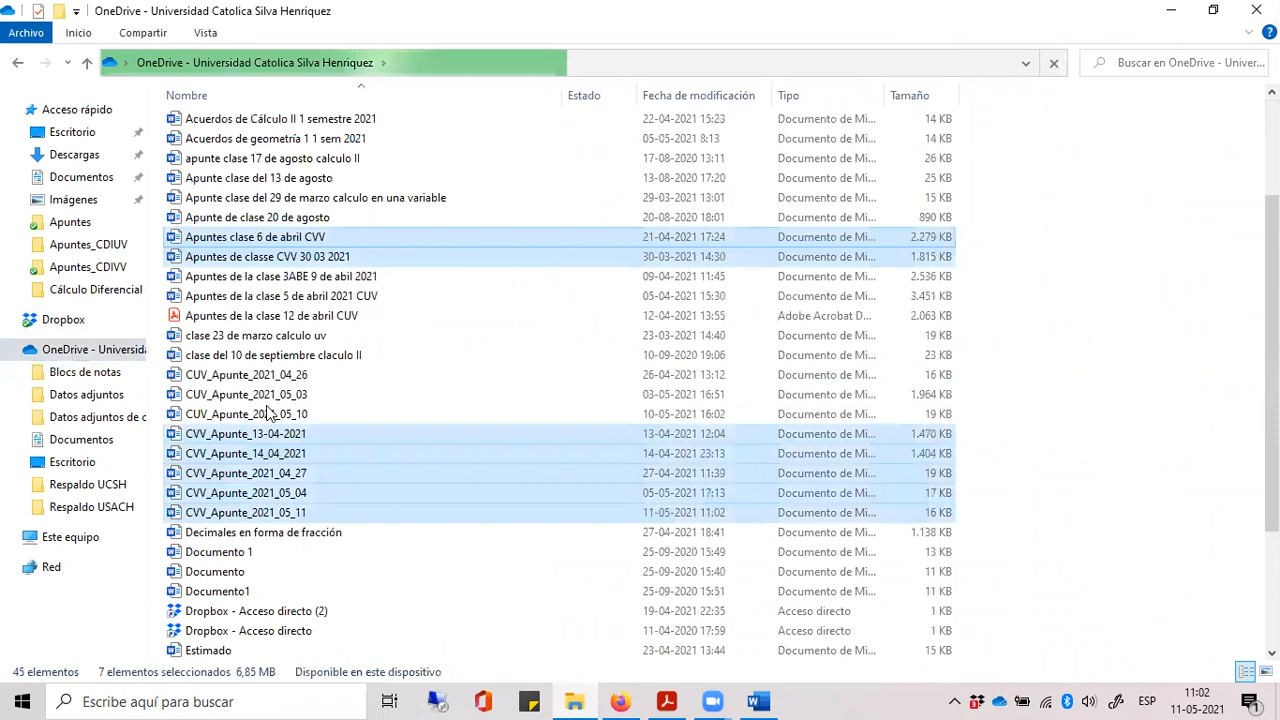 OneDrive - Universidad Catolica Silva Henriquez
Archivo Inicio Compartir Vista
OneDrive - Universidad Catolica Silva Henriquez
Buscar en OneDrive - Univer...
Nombre Estado Fecha de modificación Tipo Tamaño
Acceso rápido
Escritorio
Descargas
Documentos
Imágenes
Apuntes
Apuntes_CDIUV
Apuntes_CDIVV
Cálculo Diferencial
Dropbox
OneDrive - Universida
Blocs de notas
Datos adjuntos
Datos adjuntos de c
Documentos
Escritorio
Respaldo UCSH
Respaldo USACH
Este equipo
Red
Acuerdos de Cálculo II 1 semestre 2021 22-04-2021 15:23 Documento de Mi... 14 KB
Acuerdos de geometría 1 1 sem 2021 05-05-2021 8:13 Documento de Mi... 14 KB
apunte clase 17 de agosto calculo II 17-08-2020 13:11 Documento de Mi... 26 KB
Apunte clase del 13 de agosto 13-08-2020 17:20 Documento de Mi... 25 KB
Apunte clase del 29 de marzo calculo en una variable 29-03-2021 13:01 Documento de Mi... 15 KB
Apunte de clase 20 de agosto 20-08-2020 18:01 Documento de Mi... 890 KB
Apuntes clase 6 de abril CVV 21-04-2021 17:24 Documento de Mi... 2.279 KB
Apuntes de classe CVV 30 03 2021 30-03-2021 14:30 Documento de Mi... 1.815 KB
Apuntes de la clase 3ABE 9 de abil 2021 09-04-2021 11:45 Documento de Mi... 2.536 KB
Apuntes de la clase 5 de abril 2021 CUV 05-04-2021 15:30 Documento de Mi... 3.451 KB
Apuntes de la clase 12 de abril CUV 12-04-2021 13:55 Adobe Acrobat D... 2.063 KB
clase 23 de marzo calculo uv 23-03-2021 14:40 Documento de Mi... 19 KB
clase del 10 de septiembre claculo II 10-09-2020 19:06 Documento de Mi... 23 KB
CUV_Apunte_2021_04_26 26-04-2021 13:12 Documento de Mi... 16 KB
CUV_Apunte_2021_05_03 03-05-2021 16:51 Documento de Mi... 1.964 KB
CUV_Apunte_2021_05_10 10-05-2021 16:02 Documento de Mi... 19 KB
CVV_Apunte_13-04-2021 13-04-2021 12:04 Documento de Mi... 1.470 KB
CVV_Apunte_14_04_2021 14-04-2021 23:13 Documento de Mi... 1.404 KB
CVV_Apunte_2021_04_27 27-04-2021 11:39 Documento de Mi... 19 KB
CVV_Apunte_2021_05_04 05-05-2021 17:13 Documento de Mi... 17 KB
CVV_Apunte_2021_05_11 11-05-2021 11:02 Documento de Mi... 16 KB
Decimales en forma de fracción 27-04-2021 18:41 Documento de Mi... 1.138 KB
Documento 1 25-09-2020 15:49 Documento de Mi... 13 KB
Documento 25-09-2020 15:40 Documento de Mi... 11 KB
Documento1 25-09-2020 15:51 Documento de Mi... 11 KB
Dropbox - Acceso directo (2) 19-04-2021 22:35 Acceso directo 1 KB
Dropbox - Acceso directo 11-04-2020 17:59 Acceso directo 1 KB
Estimado 23-04-2021 13:44 Documento de Mi... 15 KB
45 elementos 7 elementos seleccionados 6,85 MB Disponible en este dispositivo
Escribe aquí para buscar
ESP
11:02
11-05-2021